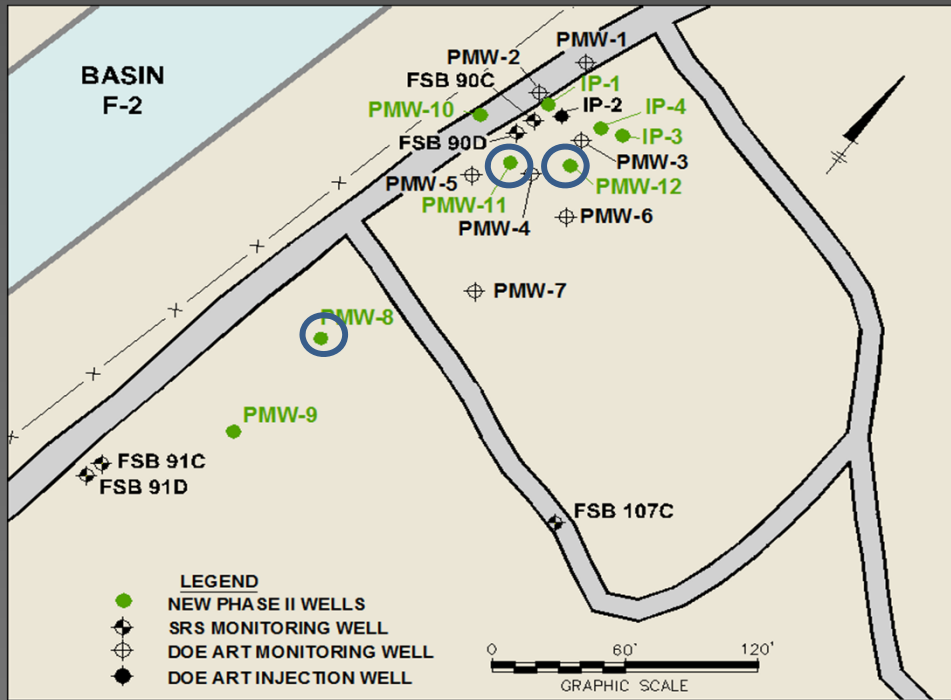 BASIN
F-2
PMW-1
PMW-2
FSB 90C
IP-1
PMW-10
IP-2
IP-4
FSB 90D
IP-3
PMW-3
PMW-5
PMW-12
PMW-11
PMW-6
PMW-4
PMW-7
PMW-8
PMW-9
FSB 91C
FSB 91D
FSB 107C
LEGEND
NEW PHASE II WELLS
SRS MONITORING WELL
DOE ART MONITORING WELL
DOE ART INJECTION WELL
0 60' 120'
GRAPHIC SCALE